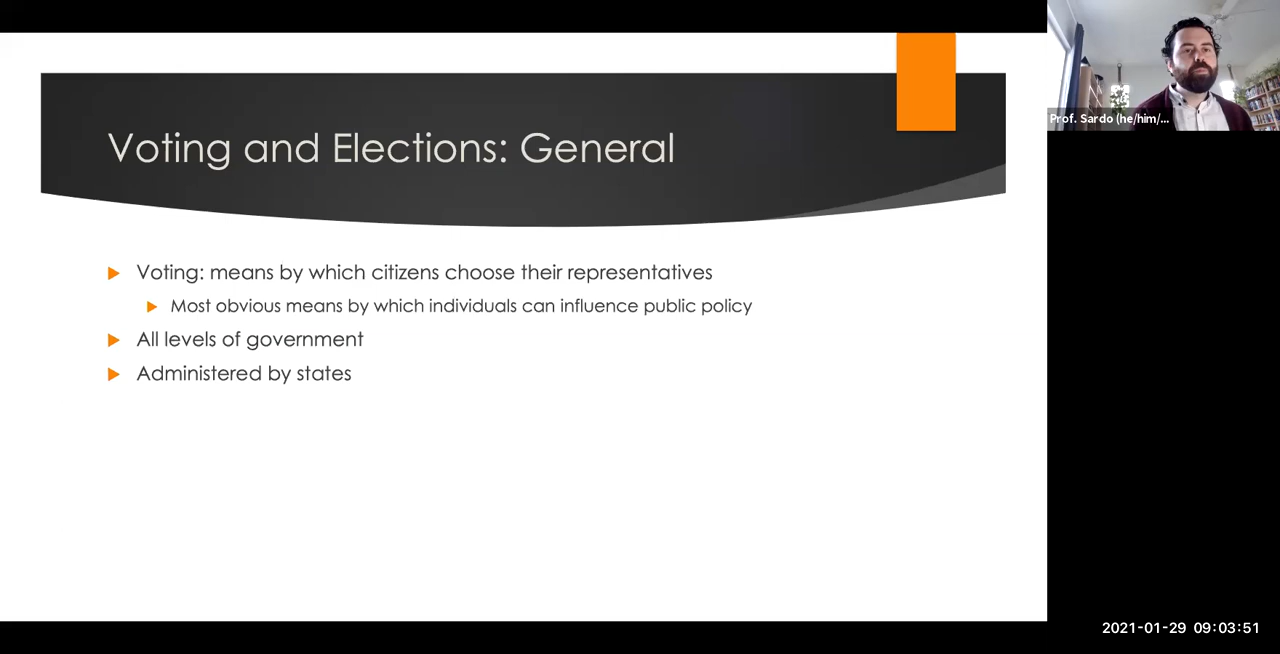 Voting and Elections: General
Prof. Sardo (he/him/...
Voting: means by which citizens choose their representatives
Most obvious means by which individuals can influence public policy
All levels of government
Administered by states
2021-01-29 09:03:51